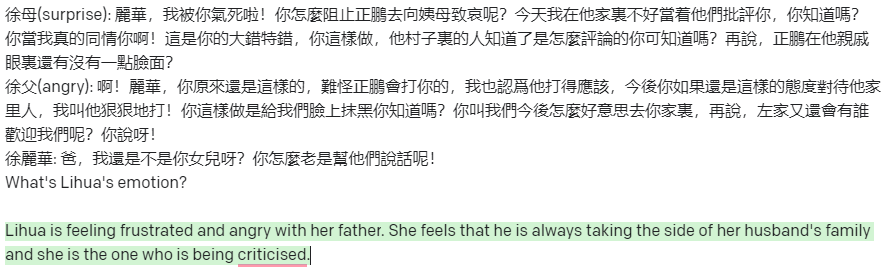 徐母(surprise): 麗華，我被你氣死啦！你怎麼阻止正鵬去向姨母致哀呢？今天我在他家裏不好當着他們批評你，你知道嗎？
你當我真的同情你啊！這是你的大錯特錯，你這樣做，他村子裏的人知道了是怎麼評論的你可知道嗎？再說，正鵬在他親戚
眼裏還有沒有一點臉面？
徐父(angry): 啊！麗華，你原來還是這樣的，難怪正鵬會打你的，我也認爲他打得應該，今後你如果還是這樣的態度對待他家
里人，我叫他狠狠地打！你這樣做是給我們臉上抹黑你知道嗎？你叫我們今後怎麼好意思去你家裏，再說，左家又還會有誰
歡迎我們呢？你說呀！
徐麗華: 爸，我還是不是你女兒呀？你怎麼老是幫他們說話呢！
What's Lihua's emotion?
Lihua is feeling frustrated and angry with her father. She feels that he is always taking the side of her husband's family
and she is the one who is being criticised.